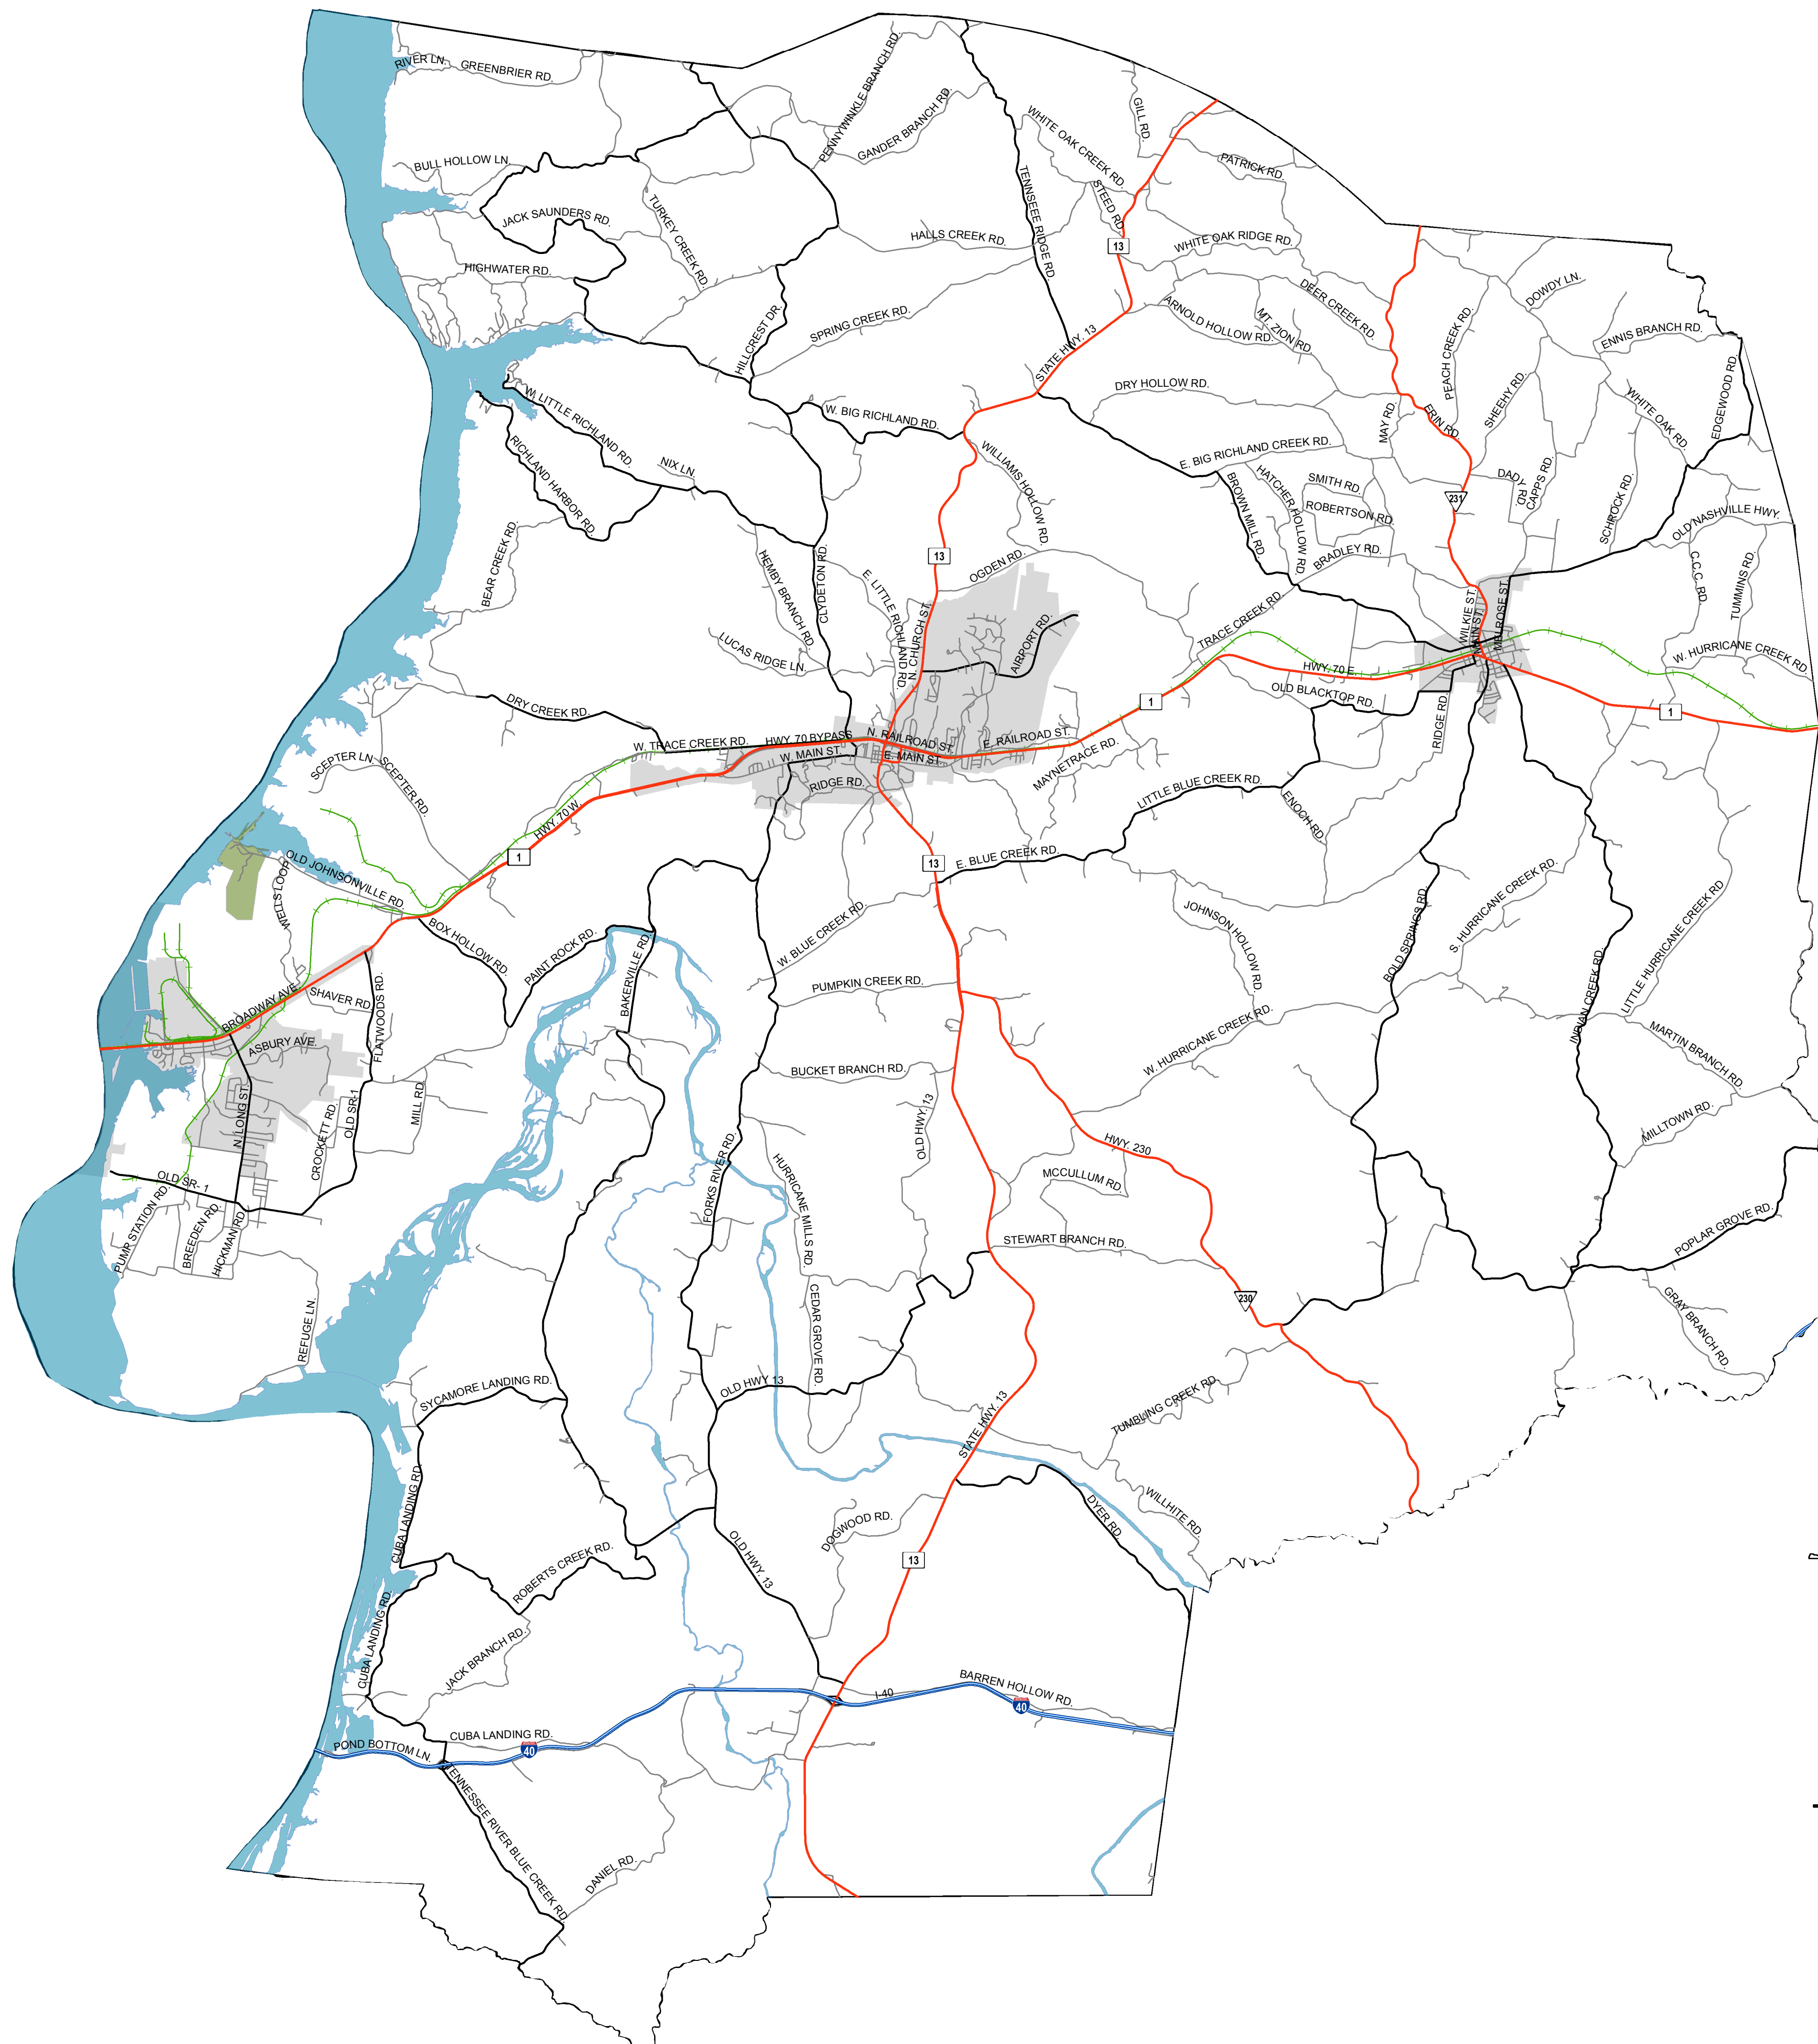 RIVER LN.
GREENBRIER RD.
PENNYWINKLE BRANCH RD.
GANDER BRANCH RD.
GILL RD.
WHITE OAK CREEK RD.
PATRICK RD.
BULL HOLLOW LN.
TENNSEEE RIDGE RD
STEED RD.
JACK SAUNDERS RD.
TURKEY CREEK RD.
HALLS CREEK RD.
13
WHITE OAK RIDGE RD.
HIGHWATER RD.
DEER CREEK RD.
DOWDY LN.
ARNOLD HOLLOW RD.
MT. ZION RD
HILLCREST DR.
SPRING CREEK RD.
STATE HWY. 13
PEACH CREEK RD.
ENNIS BRANCH RD.
EDGEWOOD RD.
DRY HOLLOW RD.
W. LITTLE RICHLAND RD.
W. BIG RICHLAND RD.
MAY RD.
ERIN RD.
SHEEHY RD.
WHITE OAK RD.
RICHLAND HARBOR RD.
NIX LN.
WILLIAMS HOLLOW RD.
E. BIG RICHLAND CREEK RD.
BROWN MILL RD.
HATCHER HOLLOW RD
SMITH RD.
ROBERTSON RD.
231
DADY RD
CAPPS RD.
SCHROCK RD.
OLD NASHVILLE HWY.
BEAR CREEK RD.
HEMBY BRANCH RD.
CLYDETON RD.
13
OGDEN RD.
BRADLEY RD.
C.C.C. RD.
TUMMINS RD.
E. LITTLE RICHLAND RD.
N. CHURCH ST.
AIRPORT RD.
TRACE CREEK RD.
WILKIE ST.
MAIN ST.
MELROSE ST.
LUCAS RIDGE LN.
HWY. 70 E.
W. HURRICANE CREEK RD.
OLD BLACKTOP RD.
1
1
DRY CREEK RD.
W. TRACE CREEK RD.
HWY. 70 BYPASS
N. RAILROAD ST.
E. RAILROAD ST.
RIDGE RD.
W. MAIN ST.
E. MAIN ST.
MAYNETRACE RD.
RIDGE RD.
SCEPTER LN.
SCEPTER RD.
LITTLE BLUE CREEK RD.
ENOCH RD.
HWY. 70 W.
1
13
E. BLUE CREEK RD.
OLD JOHNSONVILLE RD.
WELLS LOOP
BOX HOLLOW RD.
PAINT ROCK RD.
BAKERVILLE RD.
W. BLUE CREEK RD.
JOHNSON HOLLOW RD.
BOLD SPRINGS RD.
S. HURRICANE CREEK RD.
LITTLE HURRICANE CREEK RD
INDIAN CREEK RD.
PUMPKIN CREEK RD.
BROADWAY AVE.
SHAVER RD.
FLATWOODS RD.
ASBURY AVE.
W. HURRICANE CREEK RD.
MARTIN BRANCH RD.
BUCKET BRANCH RD.
N. LONG ST.
CROCKETT RD.
OLD SR-1
MILL RD.
OLD HWY. 13
HWY. 230
MILLTOWN RD.
FORKS RIVER RD.
HURRICANE MILLS RD.
MCCULLUM RD.
OLD SR- 1
PUMP STATION RD.
BREEDEN RD.
HICKMAN RD.
STEWART BRANCH RD.
POPLAR GROVE RD.
REFUGE LN.
CEDAR GROVE RD.
230
GRAY BRANCH RD.
SYCAMORE LANDING RD.
OLD HWY 13
STATE HWY. 13
TUMBLING CREEK RD.
CUBA LANDING RD.
DYER RD.
WILLHITE RD.
DOGWOOD RD.
OLD HWY. 13
13
ROBERTS CREEK RD.
CUBA LANDING RD.
JACK BRANCH RD.
I-40
BARREN HOLLOW RD.
40
CUBA LANDING RD.
POND BOTTOM LN.
40
TENNESSEE RIVER BLUE CREEK RD
DANIEL RD.